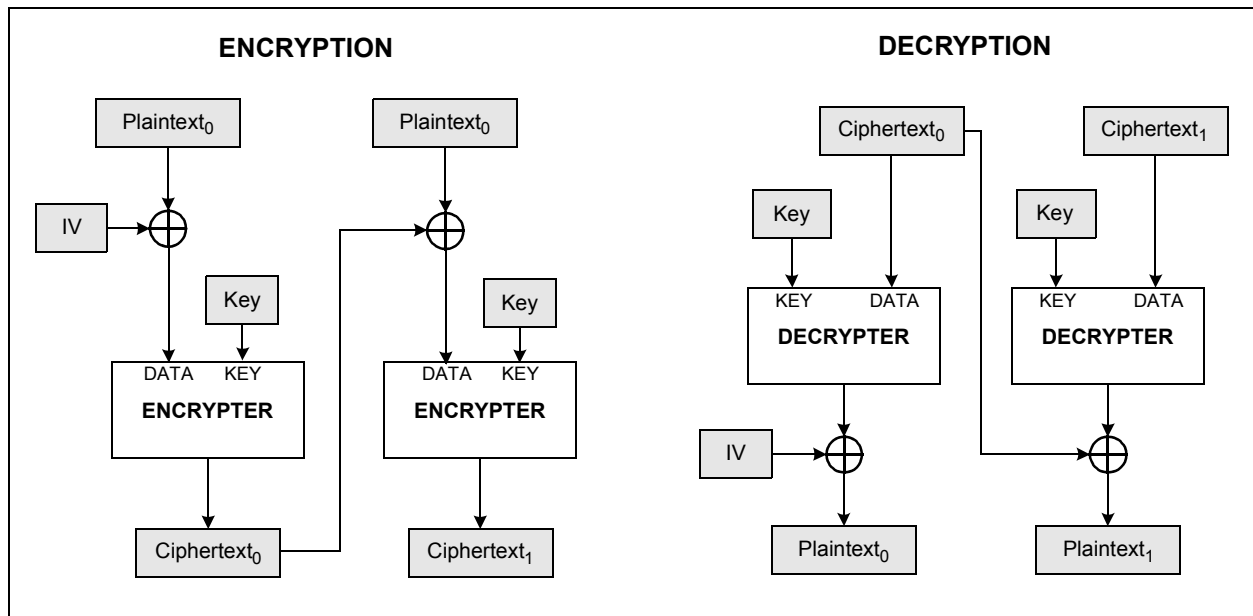 ENCRYPTION
Plaintext0
Plaintext0
IV
Key
Key
DATA KEY
ENCRYPTER
DATA KEY
ENCRYPTER
Ciphertext0
Ciphertext1
DECRYPTION
Ciphertext0
Ciphertext1
Key
Key
KEY DATA
DECRYPTER
KEY DATA
DECRYPTER
IV
Plaintext0
Plaintext1